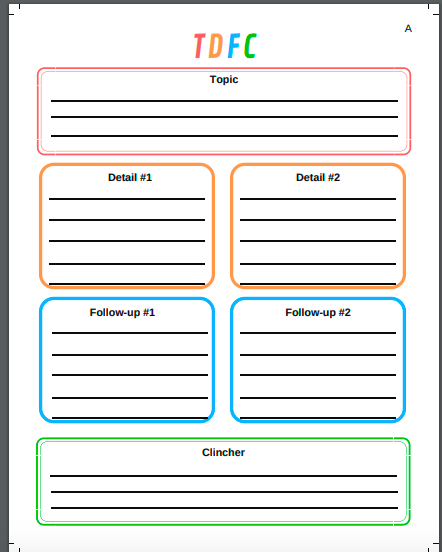 A
TDFC
Topic
Detail #1
Detail #2
Follow-up #1
Follow-up #2
Clincher